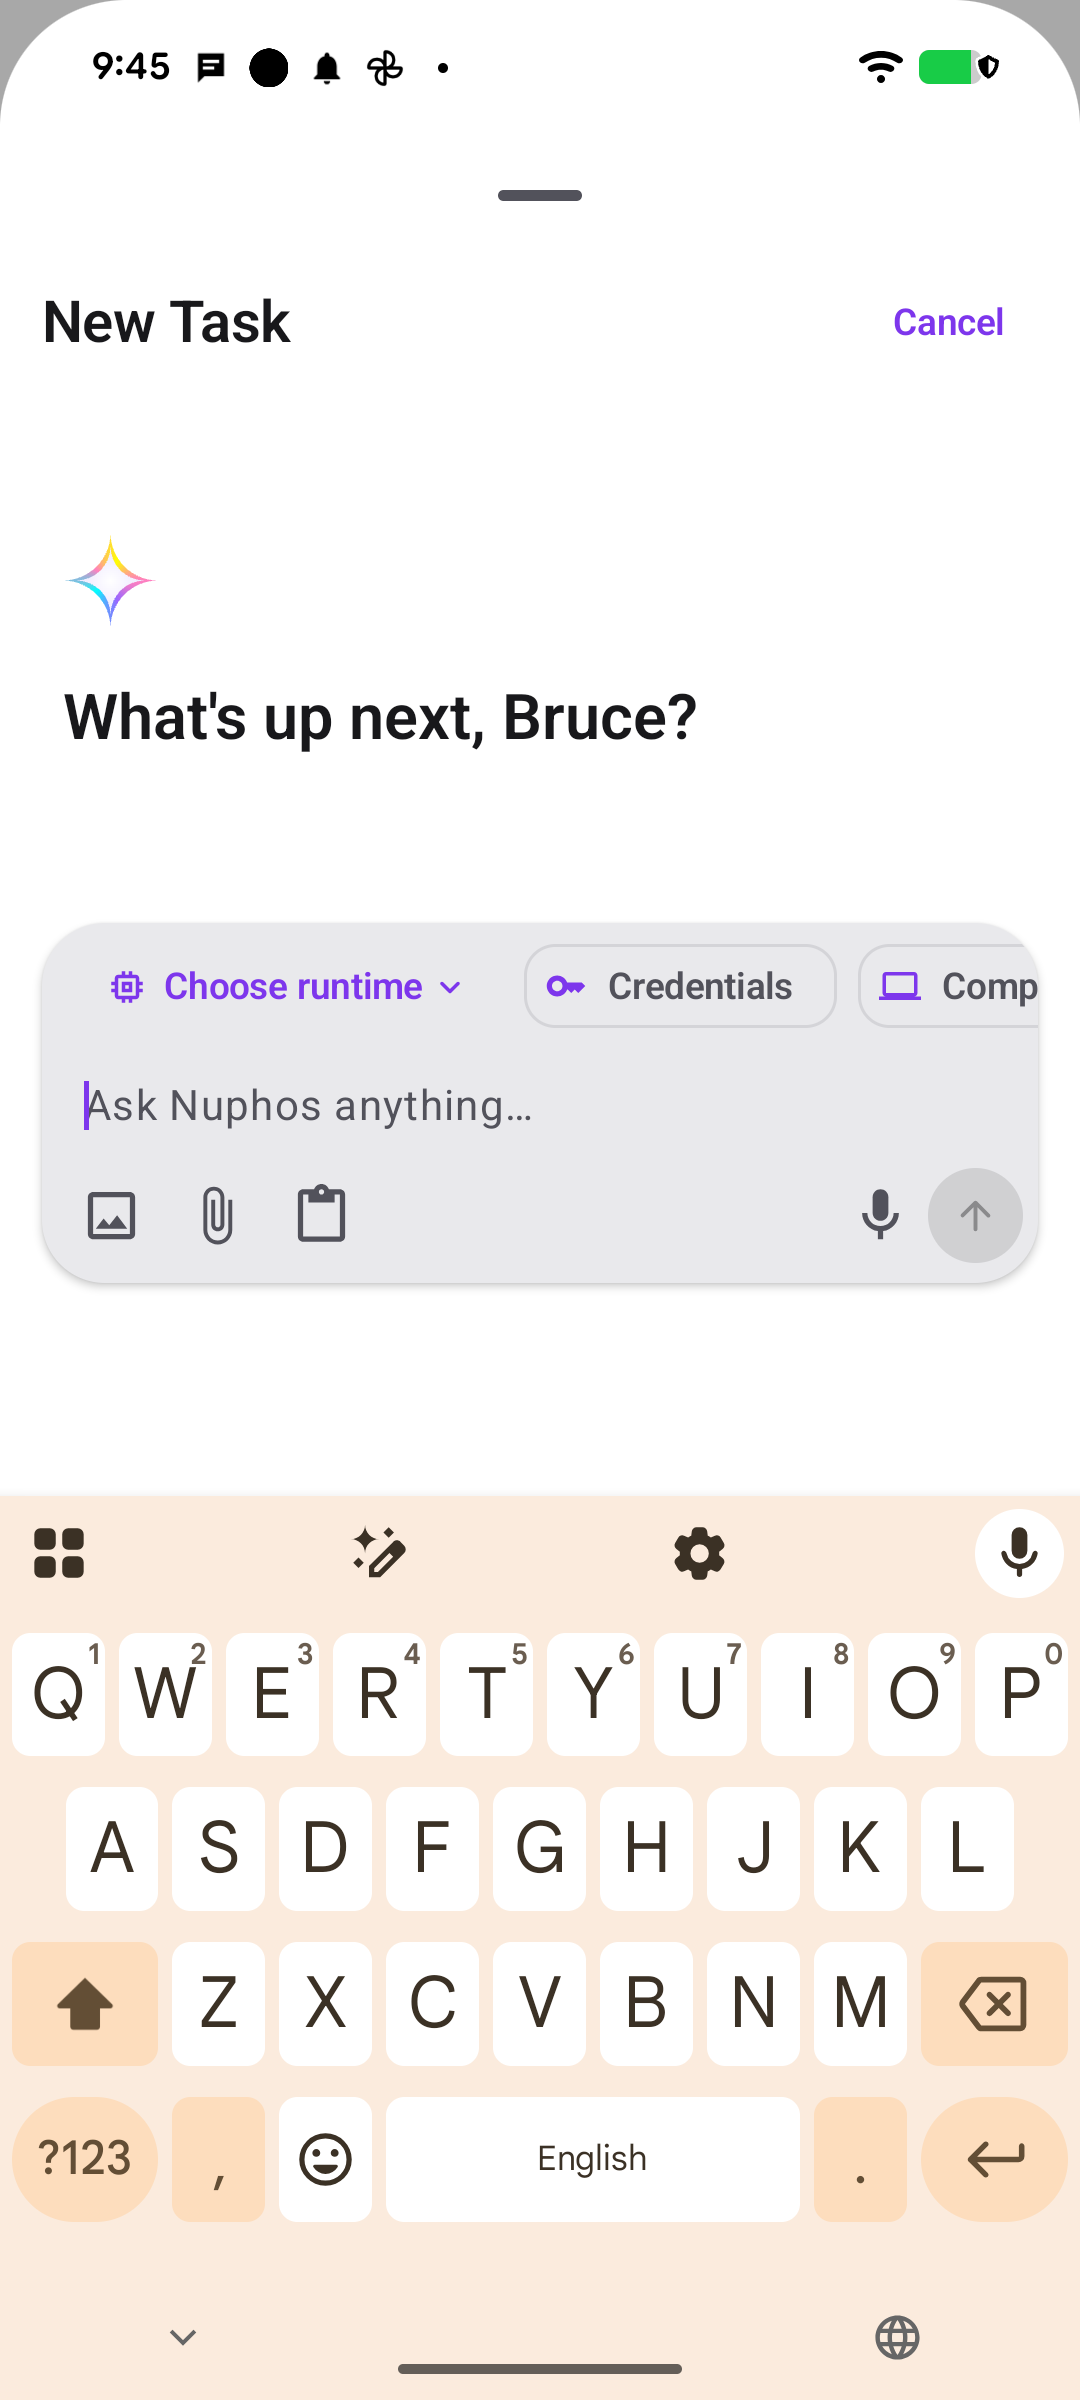 9:45
New Task
Cancel
What's up next, Bruce?
Choose runtime
Credentials
Comp
Ask Nuphos anything…
Q1 W2 E3 R4 T5 Y6 U7 I8 O9 P0
A S D F G H J K L
Z X C V B N M
?123 , English .